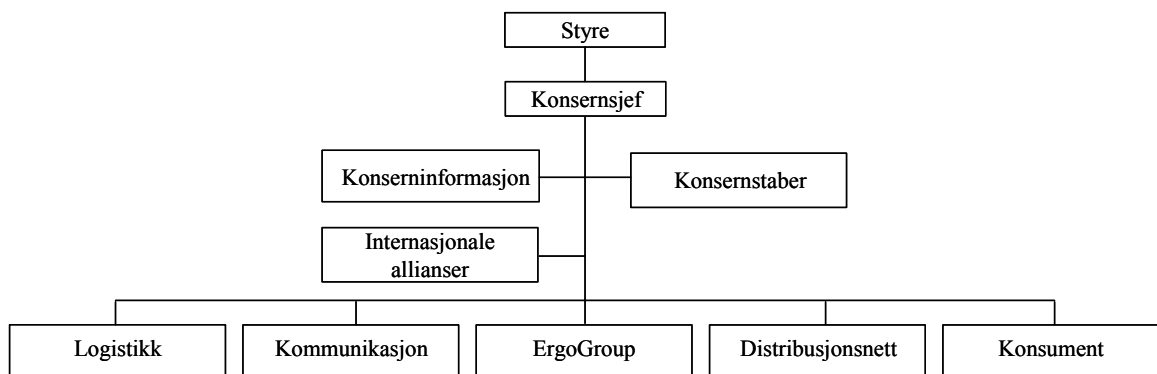 Styre
Konsernsjef
Konserninformasjon
Konsernstaber
Internasjonale
allianser
Logistikk
Kommunikasjon
ErgoGroup
Distribusjonsnett
Konsument